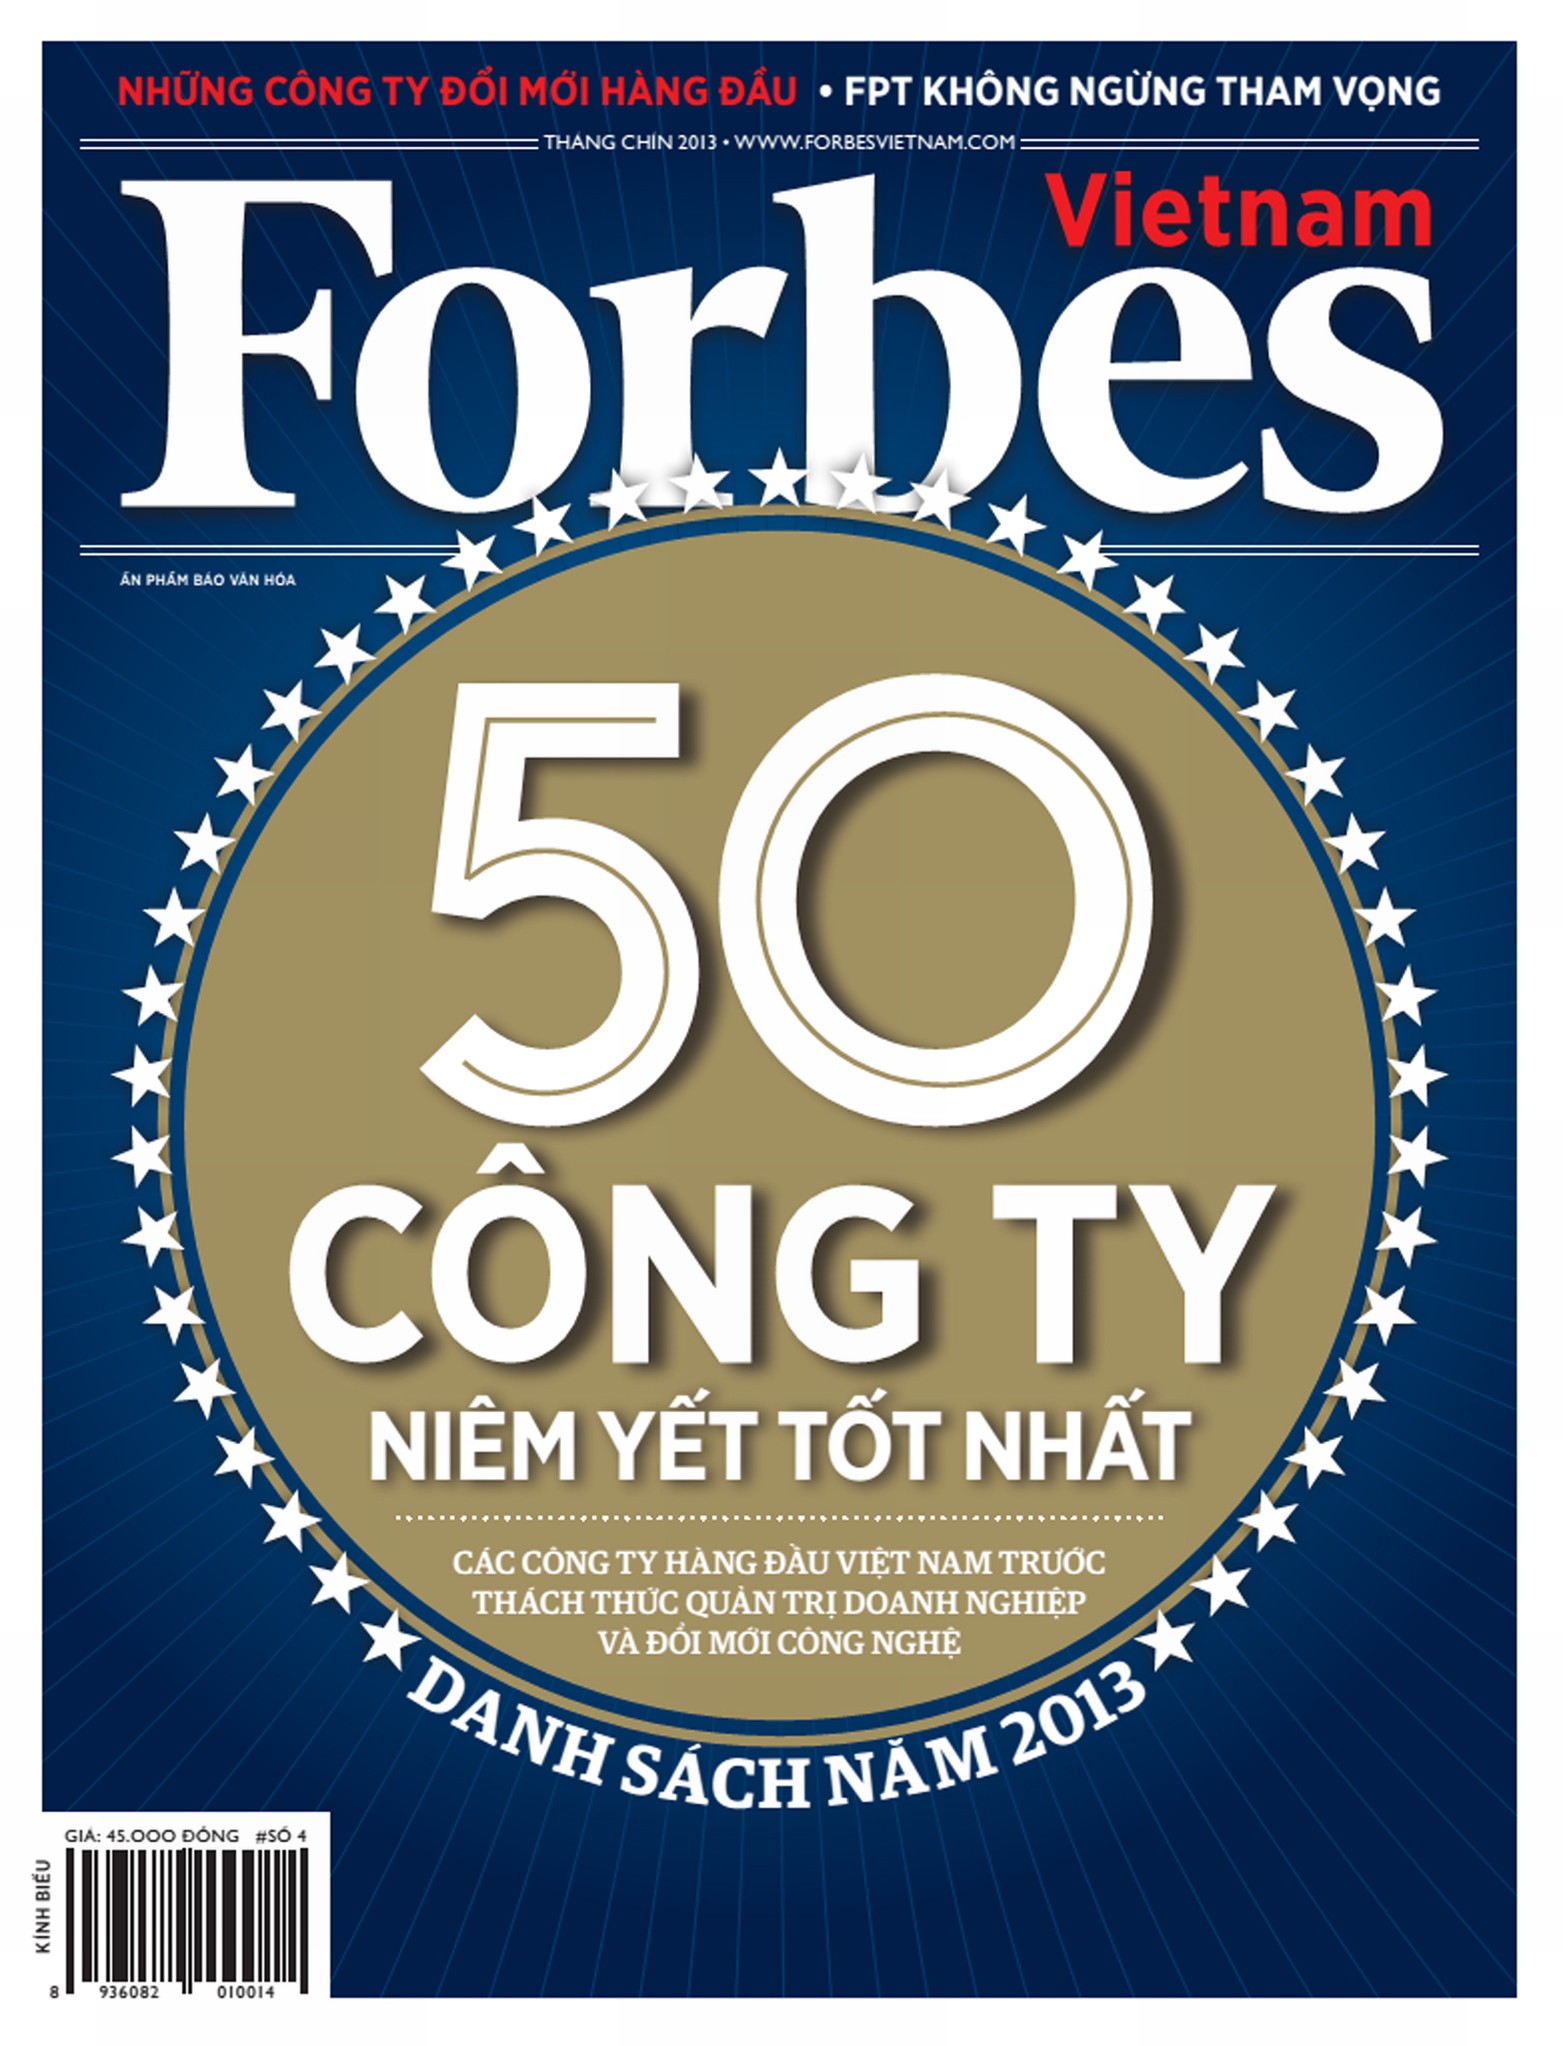 NHỮNG CÔNG TY ĐỔI MỚI HÀNG ĐẦU • FPT KHÔNG NGỪNG THAM VỌNG
THÁNG CHÍN 2013 • WWW.FORBESVIETNAM.COM
Vietnam
Forbes
ẤN PHẨM BÁO VĂN HÓA
50
CÔNG TY
NIÊM YẾT TỐT NHẤT
CÁC CÔNG TY HÀNG ĐẦU VIỆT NAM TRƯỚC
THÁCH THỨC QUẢN TRỊ DOANH NGHIỆP
VÀ ĐỔI MỚI CÔNG NGHỆ
DANH SÁCH NĂM 2013
GIÁ: 45.000 ĐỒNG #SỐ 4
KÍNH BIẾU
8 936082 010014